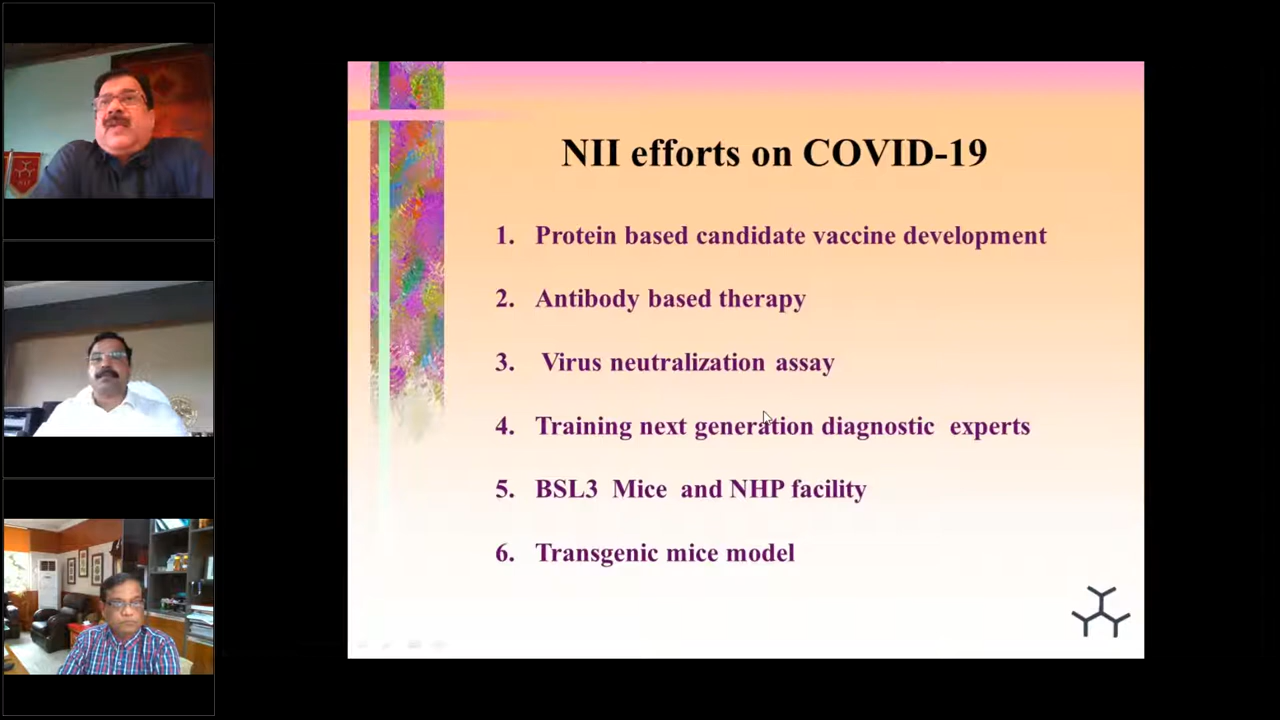 NII efforts on COVID-19
1. Protein based candidate vaccine development
2. Antibody based therapy
3. Virus neutralization assay
4. Training next generation diagnostic experts
5. BSL3 Mice and NHP facility
6. Transgenic mice model